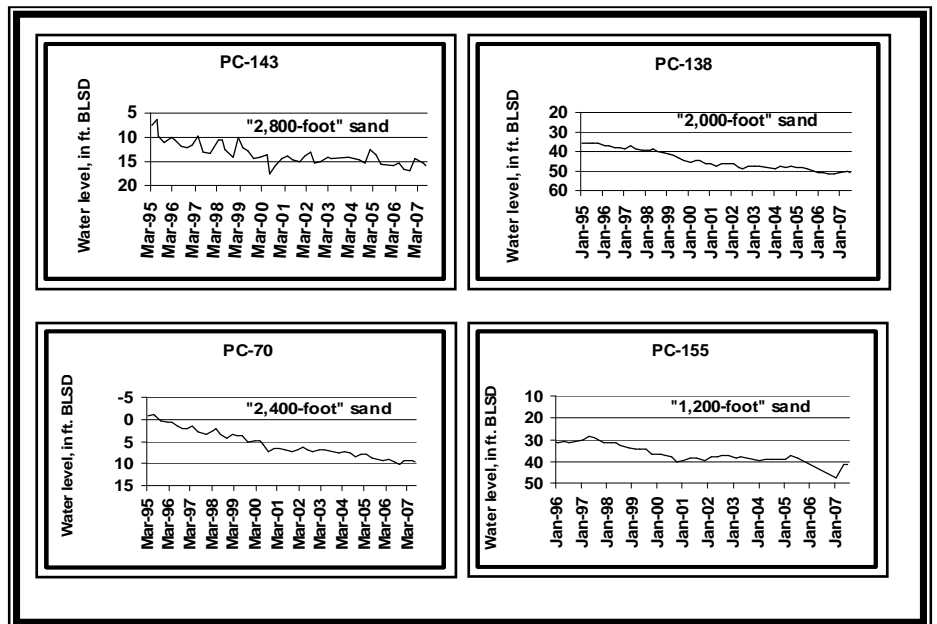 PC-143
Water level, in ft. BLSD
"2,800-foot" sand
5
10
15
20
Mar-95
Mar-96
Mar-97
Mar-98
Mar-99
Mar-00
Mar-01
Mar-02
Mar-03
Mar-04
Mar-05
Mar-06
Mar-07
PC-138
Water level, in ft. BLSD
"2,000-foot" sand
20
30
40
50
60
Jan-95
Jan-96
Jan-97
Jan-98
Jan-99
Jan-00
Jan-01
Jan-02
Jan-03
Jan-04
Jan-05
Jan-06
Jan-07
PC-70
Water level, in ft. BLSD
"2,400-foot" sand
-5
0
5
10
15
Mar-95
Mar-96
Mar-97
Mar-98
Mar-99
Mar-00
Mar-01
Mar-02
Mar-03
Mar-04
Mar-05
Mar-06
Mar-07
PC-155
Water level, in ft. BLSD
"1,200-foot" sand
10
20
30
40
50
Jan-96
Jan-97
Jan-98
Jan-99
Jan-00
Jan-01
Jan-02
Jan-03
Jan-04
Jan-05
Jan-06
Jan-07